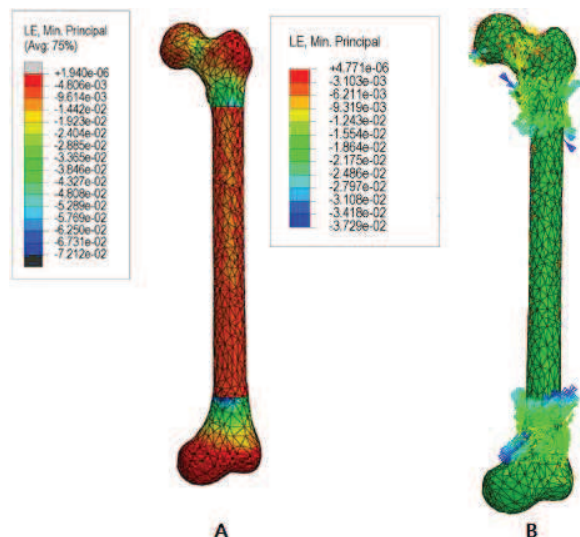 LE, Min. Principal
(Avg: 75%)
+1.940e-06
-4.806e-03
-9.614e-03
-1.442e-02
-1.923e-02
-2.404e-02
-2.885e-02
-3.365e-02
-3.846e-02
-4.327e-02
-4.808e-02
-5.289e-02
-5.769e-02
-6.250e-02
-6.731e-02
-7.212e-02
LE, Min. Principal
+4.771e-06
-3.103e-03
-6.211e-03
-9.319e-03
-1.243e-02
-1.554e-02
-1.864e-02
-2.175e-02
-2.486e-02
-2.797e-02
-3.108e-02
-3.418e-02
-3.729e-02
A
B